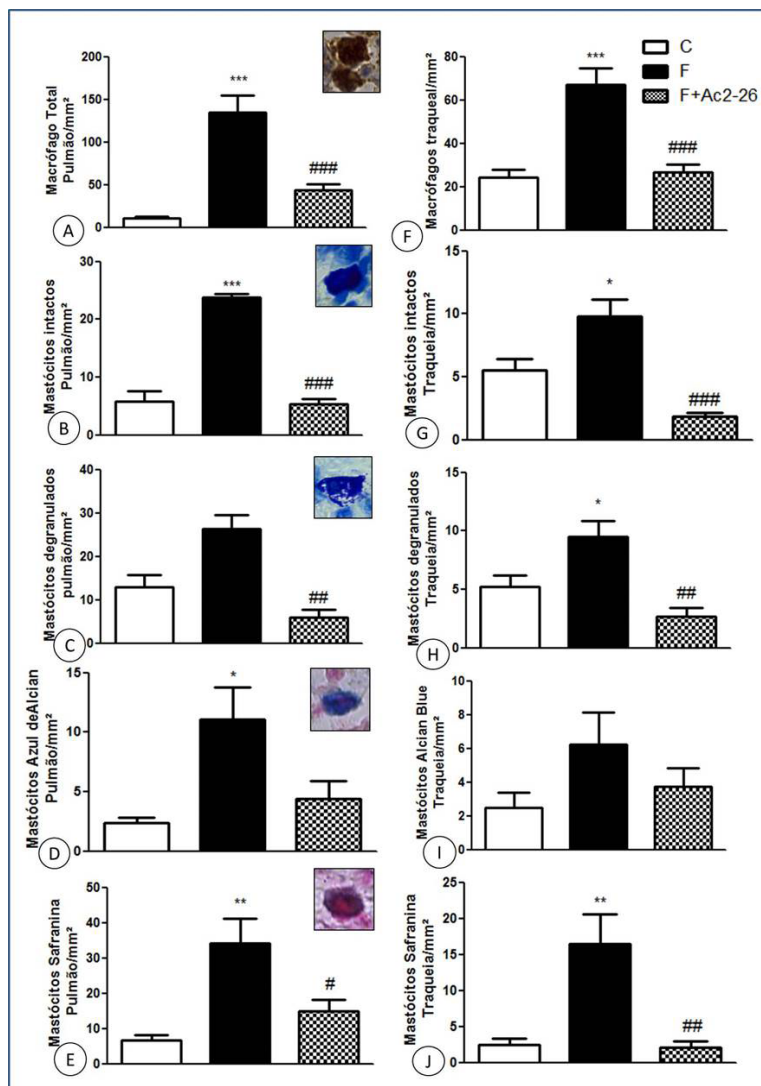 Macrófago Total
Pulmão/mm²
200
150
100
50
0
***
###
A
Mastócitos intactos
Pulmão/mm²
30
20
10
0
***
###
B
Mastócitos degranulados
pulmão/mm²
40
30
20
10
0
##
C
Mastócitos Azul deAlcian
Pulmão/mm²
15
10
5
0
*
D
Mastócitos Safranina
Pulmão/mm²
50
40
30
20
10
0
**
#
E
C
F
F+Ac2-26
Macrófagos traqueal/mm²
80
60
40
20
0
***
###
F
Mastócitos intactos
Traqueia/mm²
15
10
5
0
*
###
G
Mastócitos degranulados
Traqueia/mm²
15
10
5
0
*
##
H
Mastócitos Alcian Blue
Traqueia/mm²
10
8
6
4
2
0
I
Mastócitos Safranina
Traqueia/mm²
25
20
15
10
5
0
**
##
J